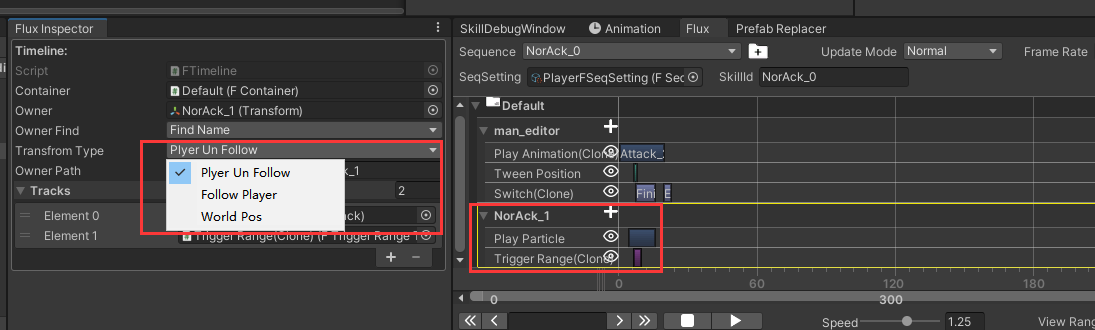 Flux Inspector
Timeline:
Script FTimeline
Container Default (F Container)
Owner NorAck_1 (Transform)
Owner Find Find Name
Transfrom Type Plyer Un Follow
Owner Path
Plyer Un Follow
Follow Player
World Pos
Tracks 2
Element 0
Element 1 Trigger Range(Clone) (F Trigger Range
SkillDebugWindow Animation Flux Prefab Replacer
Sequence NorAck_0 Update Mode Normal Frame Rate
SeqSetting PlayerFSeqSetting (F Sec SkillId NorAck_0
Default
man_editor
Play Animation(Clone) Attack_
Tween Position
Switch(Clone) Fini E
NorAck_1
Play Particle
Trigger Range(Clone)
0 60 120 180
0 300
Speed 1.25 View Rang